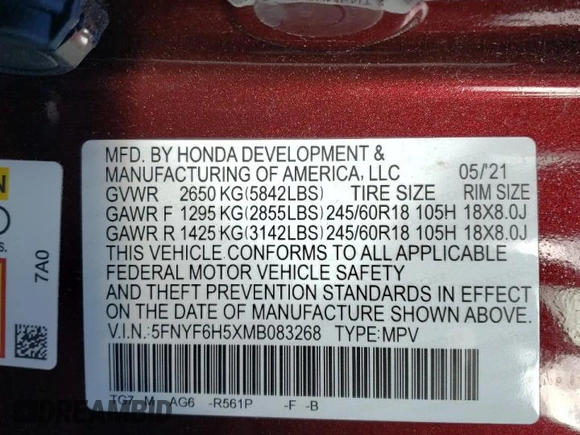 MFD. BY HONDA DEVELOPMENT &
MANUFACTURING OF AMERICA, LLC 05/'21
GVWR 2650 KG(5842LBS) TIRE SIZE RIM SIZE
GAWR F 1295 KG(2855LBS) 245/60R18 105H 18X8.0J
GAWR R 1425 KG(3142LBS) 245/60R18 105H 18X8.0J
THIS VEHICLE CONFORMS TO ALL APPLICABLE
FEDERAL MOTOR VEHICLE SAFETY
AND THEFT PREVENTION STANDARDS IN EFFECT
ON THE DATE OF MANUFACTURE SHOWN ABOVE.
V.I.N.:5FNYF6H5XMB083268 TYPE:MPV
TG7 -M AG6 -R561P -F -B
7A0
DREAMBID